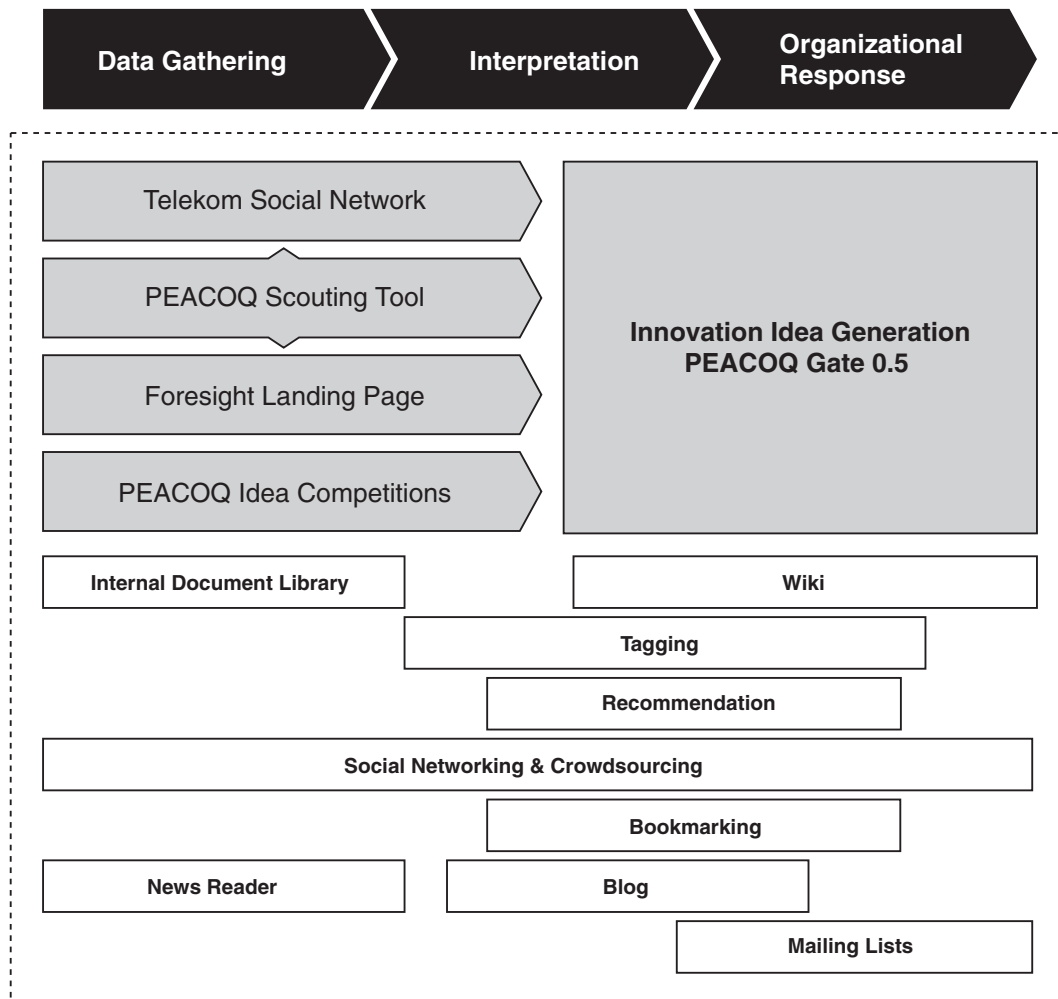 Data Gathering
Interpretation
Organizational
Response
Telekom Social Network
PEACOQ Scouting Tool
Foresight Landing Page
PEACOQ Idea Competitions
Innovation Idea Generation
PEACOQ Gate 0.5
Internal Document Library
Wiki
Tagging
Recommendation
Social Networking & Crowdsourcing
Bookmarking
News Reader
Blog
Mailing Lists